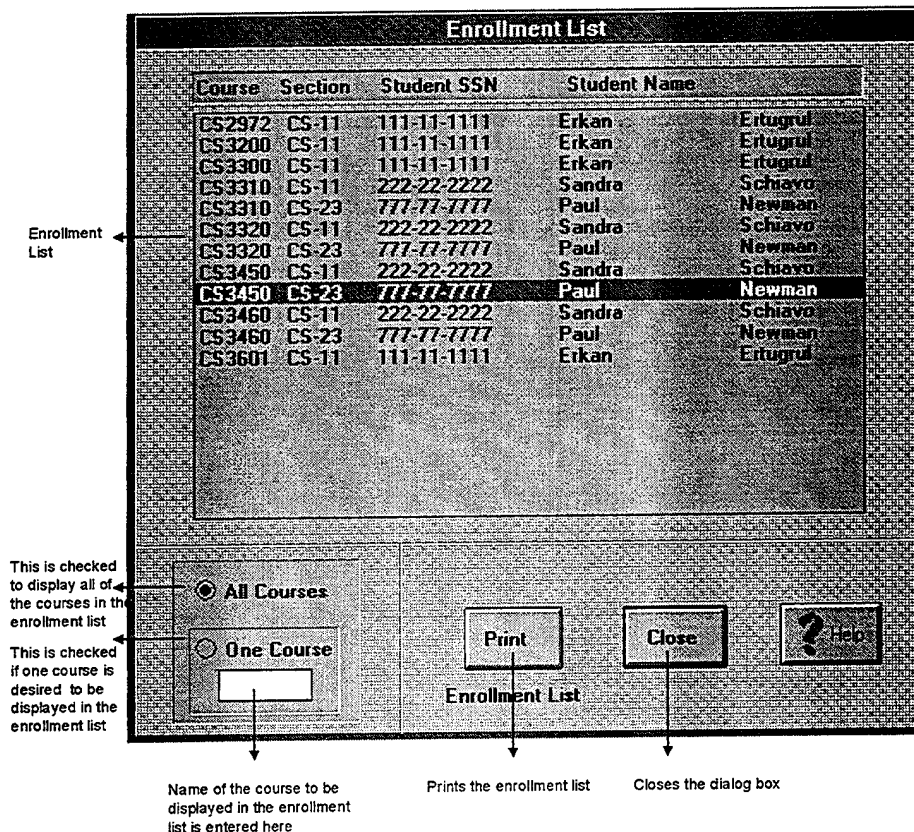 Enrollment List
Course Section Student SSN Student Name
CS2972 CS-11 111-11-1111 Erkan Ertugrul
CS3200 CS-11 111-11-1111 Erkan Ertugrul
CS3300 CS-11 111-11-1111 Erkan Ertugrul
CS3310 CS-11 222-22-2222 Sandra Schiavo
CS3310 CS-23 777-77-7777 Paul Newman
CS3320 CS-11 222-22-2222 Sandra Schiavo
CS3320 CS-23 777-77-7777 Paul Newman
CS3450 CS-11 222-22-2222 Sandra Schiavo
CS3450 CS-23 777-77-7777 Paul Newman
CS3460 CS-11 222-22-2222 Sandra Schiavo
CS3460 CS-23 777-77-7777 Paul Newman
CS3601 CS-11 111-11-1111 Erkan Ertugrul
Enrollment
List
This is checked
to display all of
the courses in the
enrollment list
This is checked
if one course is
desired to be
displayed in the
enrollment list
All Courses
One Course
Print
Enrollment List
Close
? Help
Name of the course to be
displayed in the enrollment
list is entered here
Prints the enrollment list
Closes the dialog box